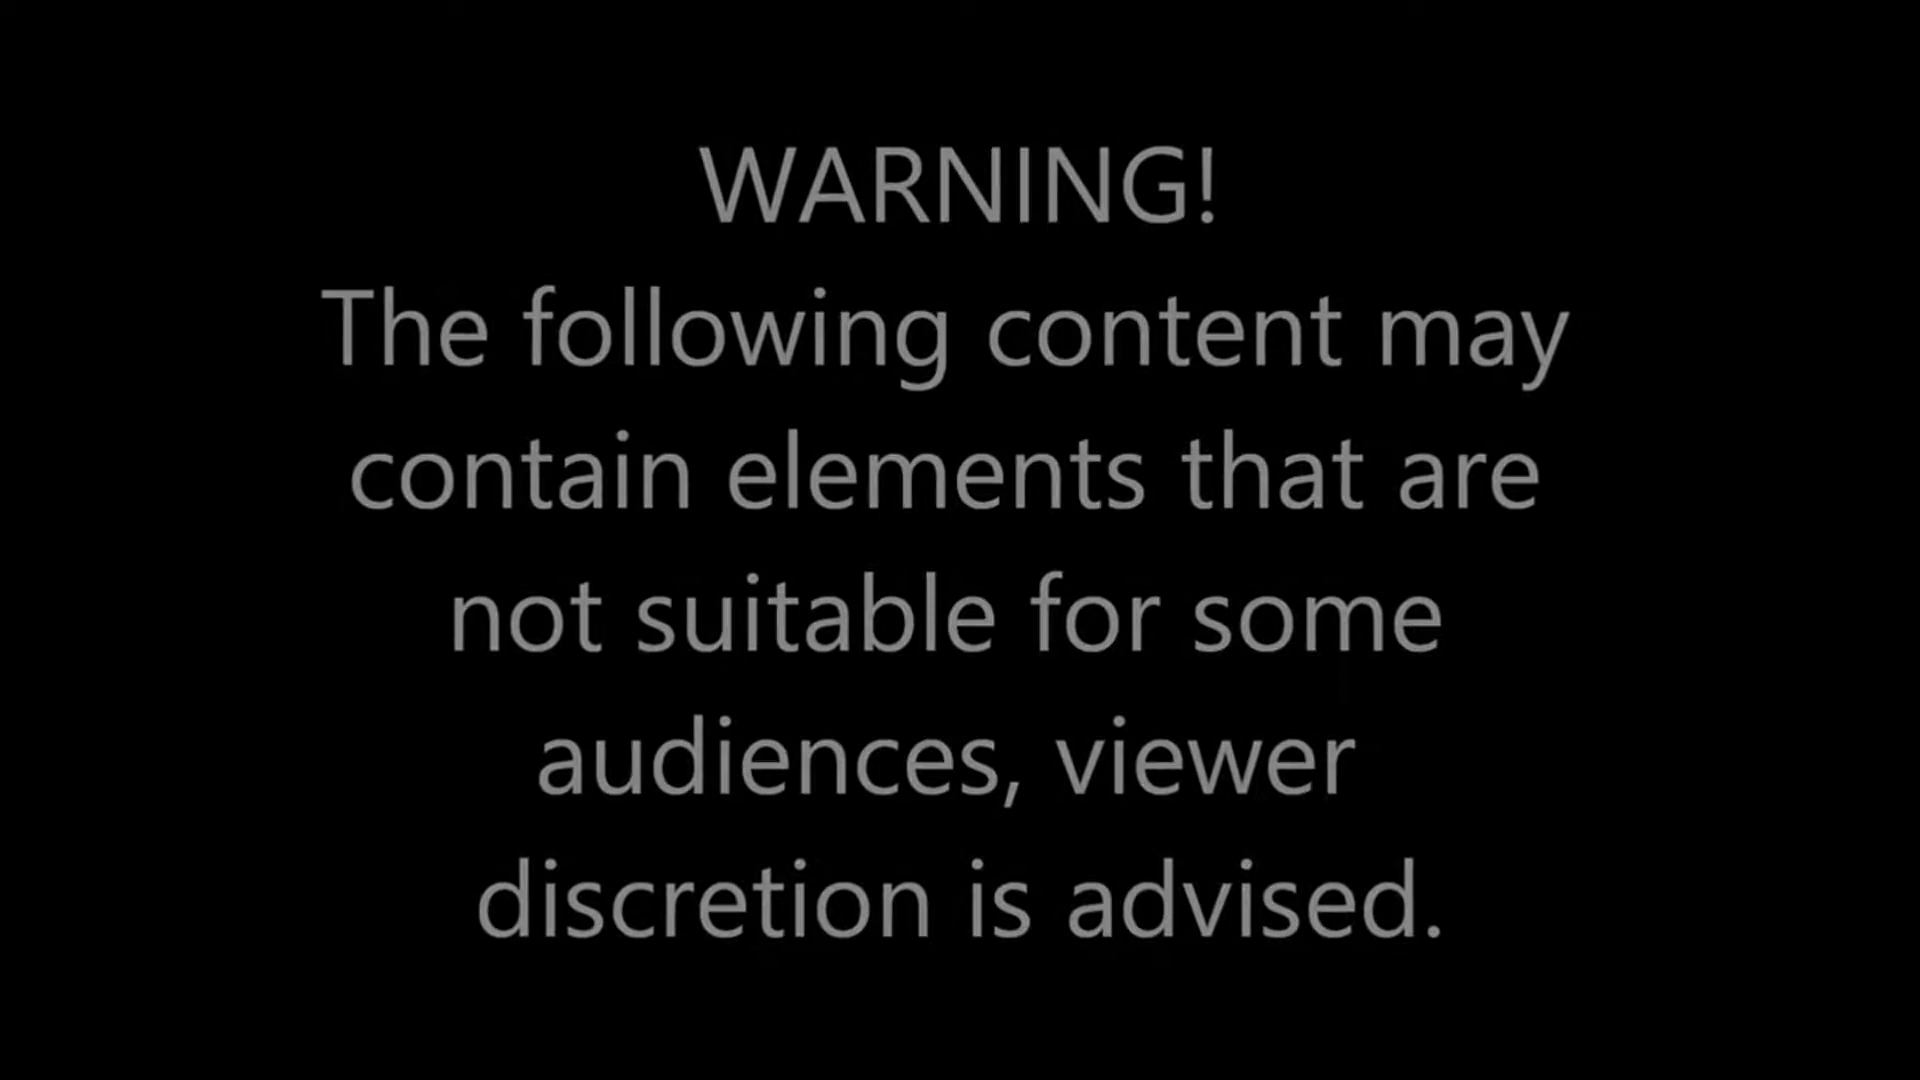 WARNING!
The following content may
contain elements that are
not suitable for some
audiences, viewer
discretion is advised.